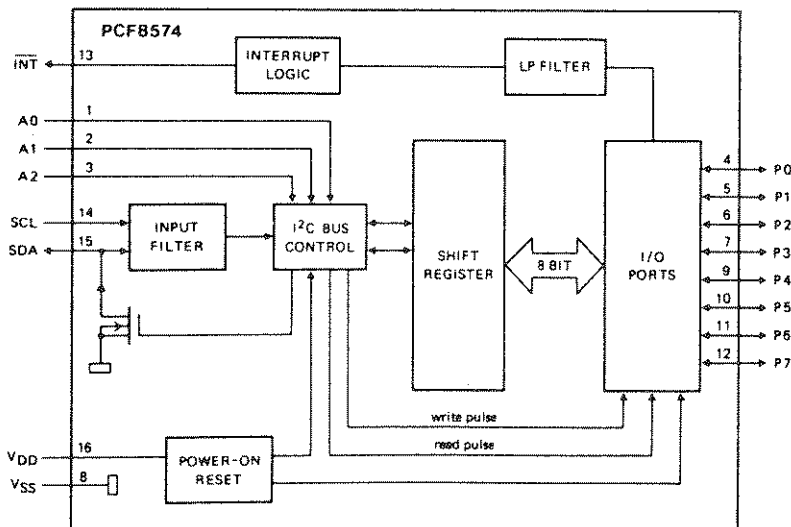 PCF8574
INT
13
INTERRUPT
LOGIC
LP FILTER
A0
1
A1
2
A2
3
SCL
14
SDA
15
INPUT
FILTER
I²C BUS
CONTROL
SHIFT
REGISTER
8 BIT
I/O
PORTS
4
P0
5
P1
6
P2
7
P3
9
P4
10
P5
11
P6
12
P7
write pulse
read pulse
VDD
16
VSS
8
POWER-ON
RESET